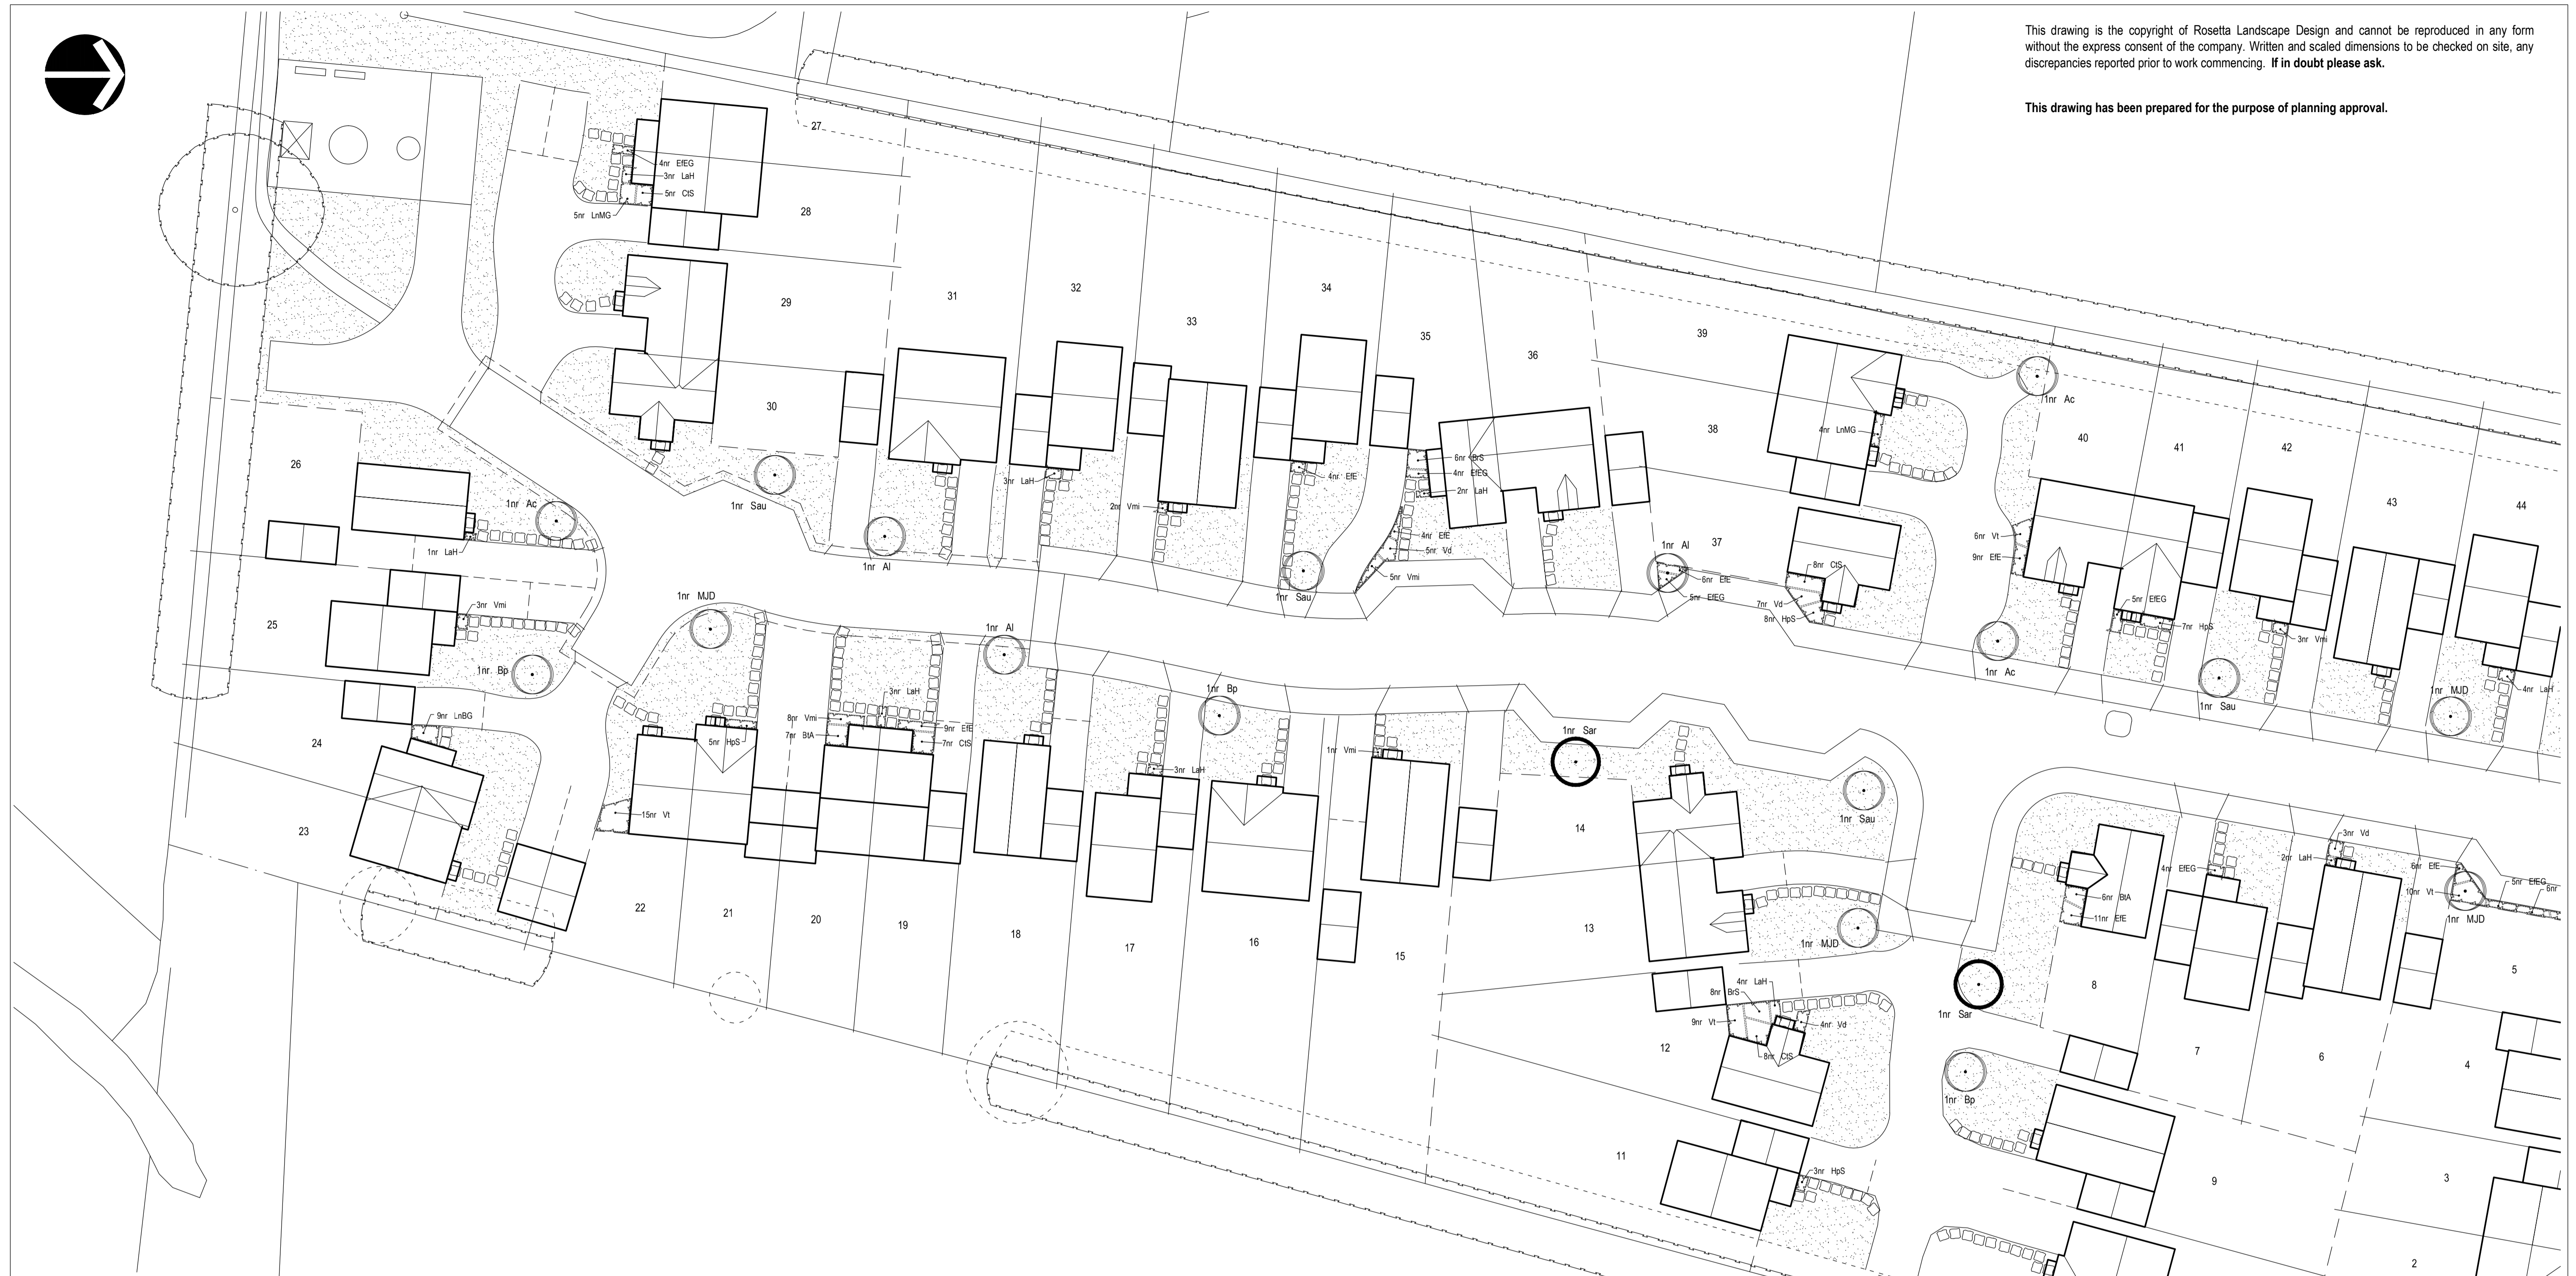 This drawing is the copyright of Rosetta Landscape Design and cannot be reproduced in any form
without the express consent of the company. Written and scaled dimensions to be checked on site, any
discrepancies reported prior to work commencing. If in doubt please ask.
This drawing has been prepared for the purpose of planning approval.
27
4nr EfEG
3nr LaH
5nr CtS
5nr LnMG
28
29
30
31
32
33
34
35
36
39
38
37
40
41
42
43
44
1nr Ac
4nr LnMG
26
1nr Ac
1nr LaH
1nr Sau
1nr Al
3nr LaH
2nr Vmi
4nr EfE
1nr Sau
6nr BrS
4nr EfEG
2nr LaH
4nr EfE
5nr Vd
5nr Vmi
1nr Al
6nr EfE
5nr EfEG
8nr CtS
7nr Vd
8nr HpS
6nr Vt
9nr EfE
1nr Ac
5nr EfEG
7nr HpS
1nr Sau
3nr Vmi
4nr LaH
1nr MJD
25
3nr Vmi
1nr Bp
1nr MJD
1nr Al
24
9nr LnBG
23
5nr HpS
15nr Vt
8nr Vmi
7nr BtA
3nr LaH
9nr EfE
7nr CtS
3nr LaH
1nr Bp
1nr Vmi
1nr Sar
1nr Sau
14
22
21
20
19
18
17
16
15
13
1nr MJD
12
4nr LaH
8nr BrS
9nr Vt
4nr Vd
8nr CtS
11
3nr HpS
4nr EfEG
3nr Vd
2nr LaH
6nr EfE
10nr Vt
5nr EfEG
6nr
1nr MJD
6nr BtA
11nr EfE
1nr Sar
8
7
6
5
4
1nr Bp
9
3
2